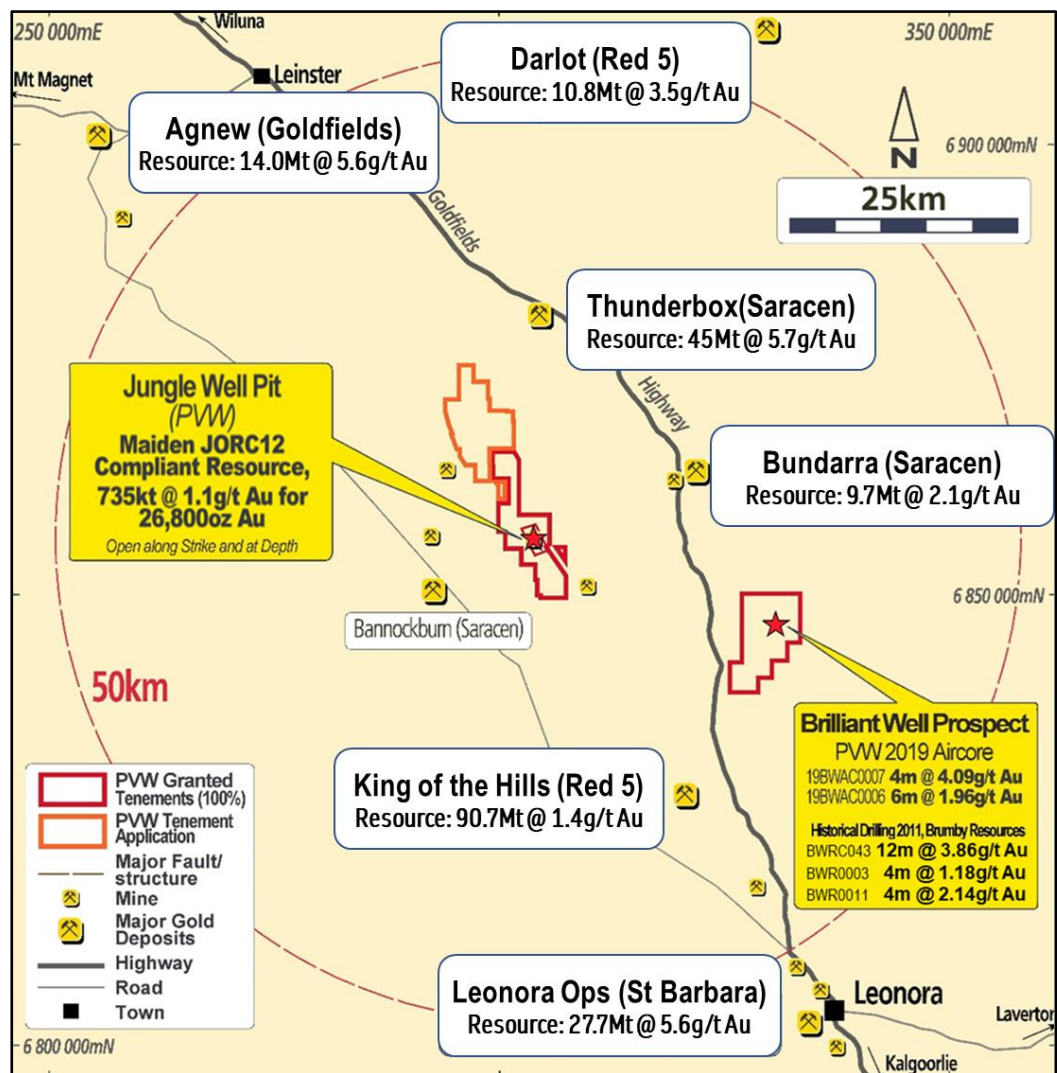 250 000mE
Wiluna
350 000mE
Mt Magnet
Leinster
Darlot (Red 5)
Resource: 10.8Mt @ 3.5g/t Au
Agnew (Goldfields)
Resource: 14.0Mt @ 5.6g/t Au
N
6 900 000mN
25km
Goldfields
Highway
Thunderbox(Saracen)
Resource: 45Mt @ 5.7g/t Au
Jungle Well Pit
(PVW)
Maiden JORC12
Compliant Resource,
735kt @ 1.1g/t Au for
26,800oz Au
Open along Strike and at Depth
Bundarra (Saracen)
Resource: 9.7Mt @ 2.1g/t Au
6 850 000mN
Bannockburn (Saracen)
50km
Brilliant Well Prospect
PVW 2019 Aircore
19BWAC0007 4m @ 4.09g/t Au
19BWAC0006 6m @ 1.96g/t Au
Historical Drilling 2011, Brumby Resources
BWRC043 12m @ 3.86g/t Au
BWR0003 4m @ 1.18g/t Au
BWR0011 4m @ 2.14g/t Au
King of the Hills (Red 5)
Resource: 90.7Mt @ 1.4g/t Au
PVW Granted
Tenements (100%)
PVW Tenement
Application
Major Fault/
structure
Mine
Major Gold
Deposits
Highway
Road
Town
Leonora Ops (St Barbara)
Resource: 27.7Mt @ 5.6g/t Au
Leonora
Laverton
6 800 000mN
Kalgoorlie